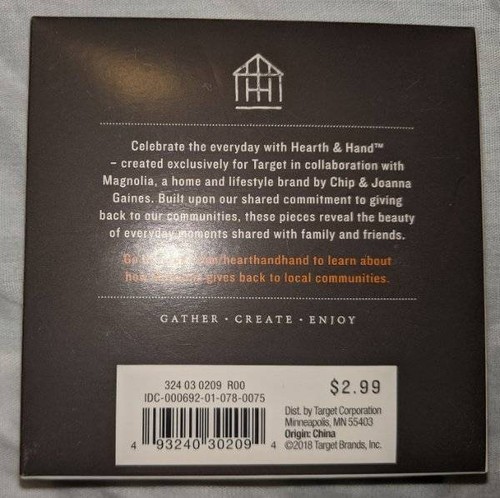 Celebrate the everyday with Hearth & Hand™
– created exclusively for Target in collaboration with
Magnolia, a home and lifestyle brand by Chip & Joanna
Gaines. Built upon our shared commitment to giving
back to our communities, these pieces reveal the beauty
of everyday moments shared with family and friends.
Go /hearthandhand to learn about
how gives back to local communities.
GATHER • CREATE • ENJOY
324 03 0209 R00
IDC-000692-01-078-0075
4 93240 30209 4
$2.99
Dist. by Target Corporation
Minneapolis, MN 55403
Origin: China
©2018 Target Brands, Inc.